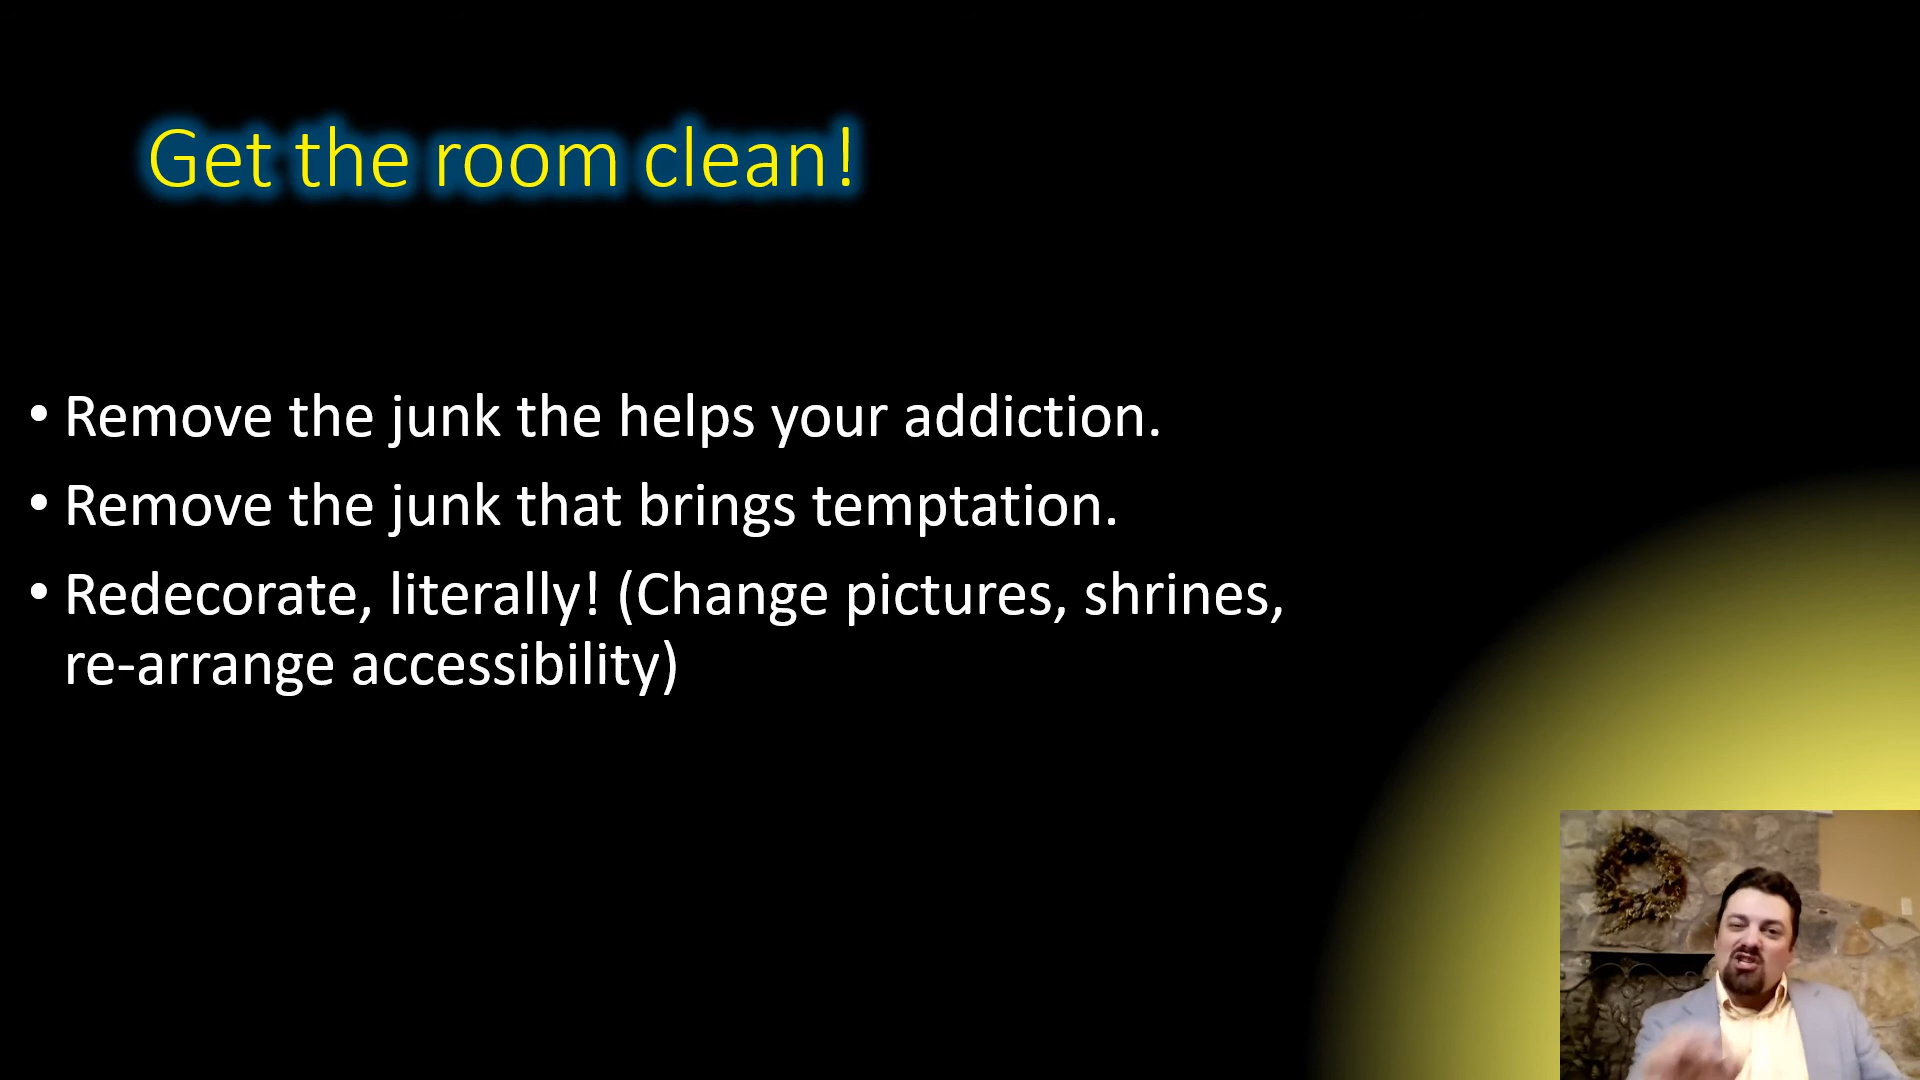 Get the room clean!
• Remove the junk the helps your addiction.
• Remove the junk that brings temptation.
• Redecorate, literally! (Change pictures, shrines,
re-arrange accessibility)